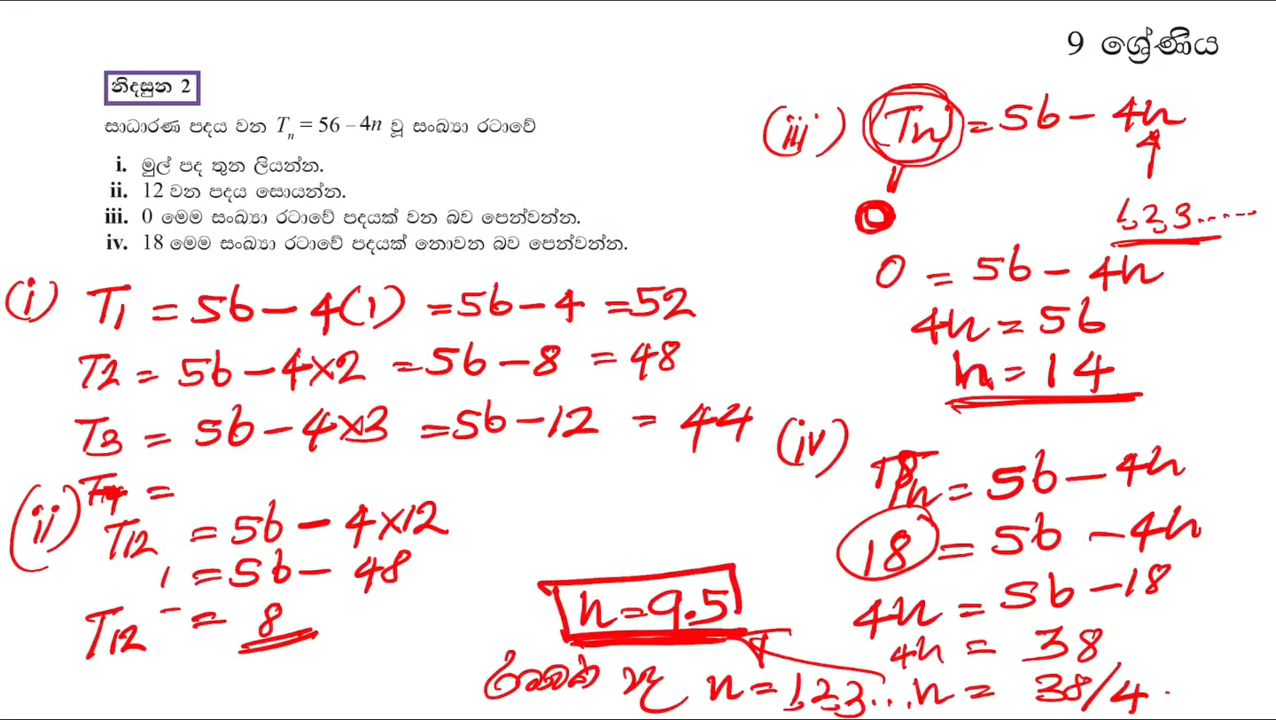 9 ශ්‍රේණිය
නිදසුන 2
සාධාරණ පදය වන Tn = 56 – 4n වූ සංඛ්‍යා රටාවේ
i. මුල් පද තුන ලියන්න.
ii. 12 වන පදය සොයන්න.
iii. 0 මෙම සංඛ්‍යා රටාවේ පදයක් වන බව පෙන්වන්න.
iv. 18 මෙම සංඛ්‍යා රටාවේ පදයක් නොවන බව පෙන්වන්න.
(i) T1 = 56 – 4(1) = 56 – 4 = 52
T2 = 56 – 4×2 = 56 – 8 = 48
T3 = 56 – 4×3 = 56 – 12 = 44
(ii) T4 =
T12 = 56 – 4×12
= 56 – 48
T12 = 8
(iii) (Tn) = 56 – 4n
0
1,2,3......
0 = 56 – 4n
4n = 56
n = 14
(iv) Tn = 56 – 4n
18 = 56 – 4n
4n = 56 – 18
4n = 38
n = 38/4
n = 9.5
n = 1,2,3...